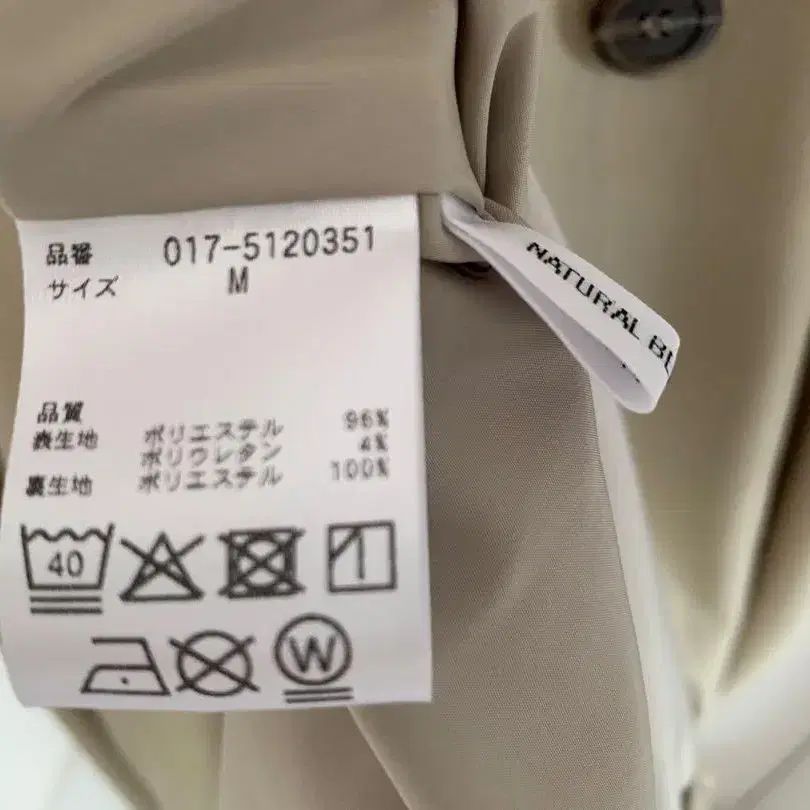 品番 017-5120351
サイズ M
品質
表生地 ポリエステル 96%
ポリウレタン 4%
裏生地 ポリエステル 100%
40
W
NATURAL